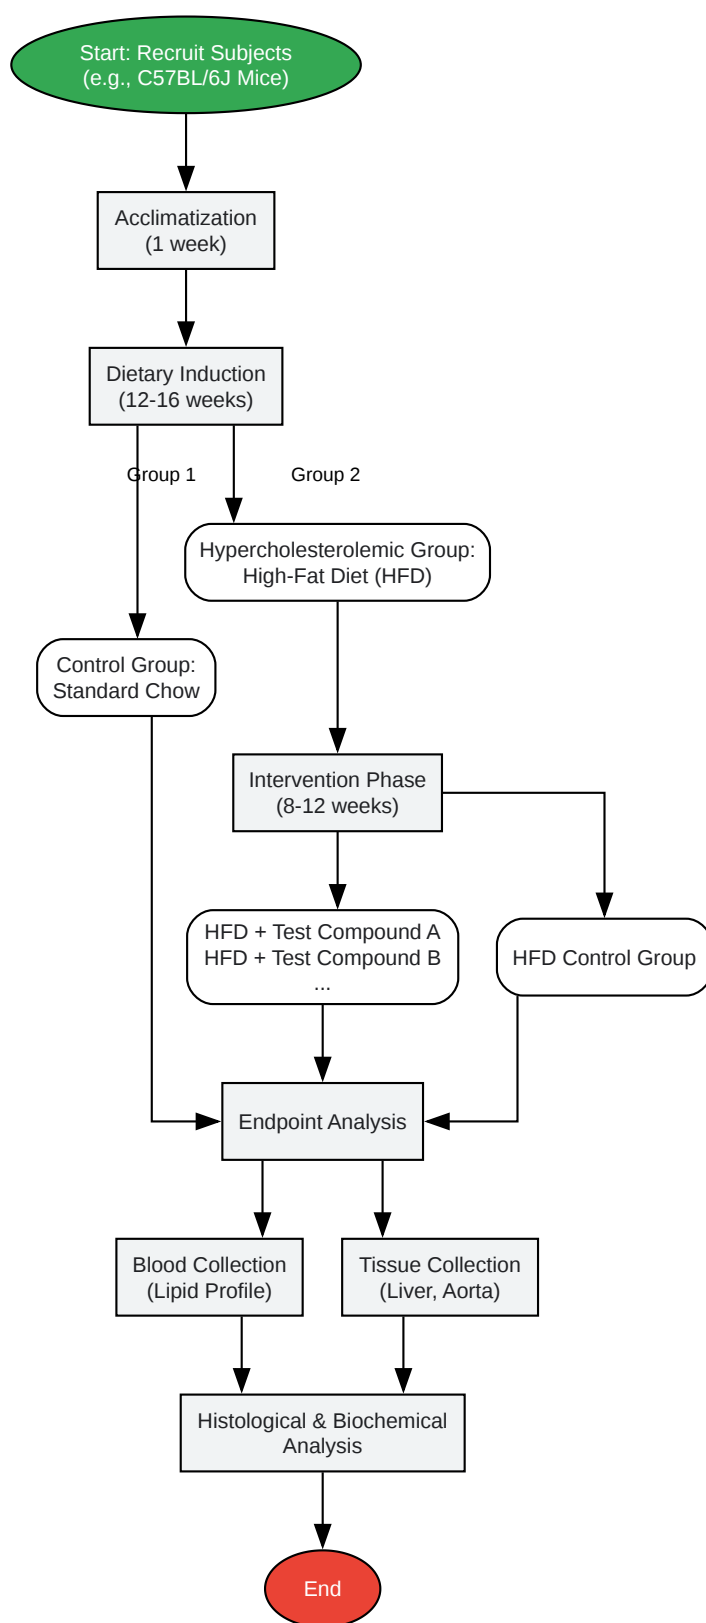 Start: Recruit Subjects
(e.g., C57BL/6J Mice)
Acclimatization
(1 week)
Dietary Induction
(12-16 weeks)
Group 1
Group 2
Hypercholesterolemic Group:
High-Fat Diet (HFD)
Control Group:
Standard Chow
Intervention Phase
(8-12 weeks)
HFD + Test Compound A
HFD + Test Compound B
...
HFD Control Group
Endpoint Analysis
Blood Collection
(Lipid Profile)
Tissue Collection
(Liver, Aorta)
Histological & Biochemical
Analysis
End